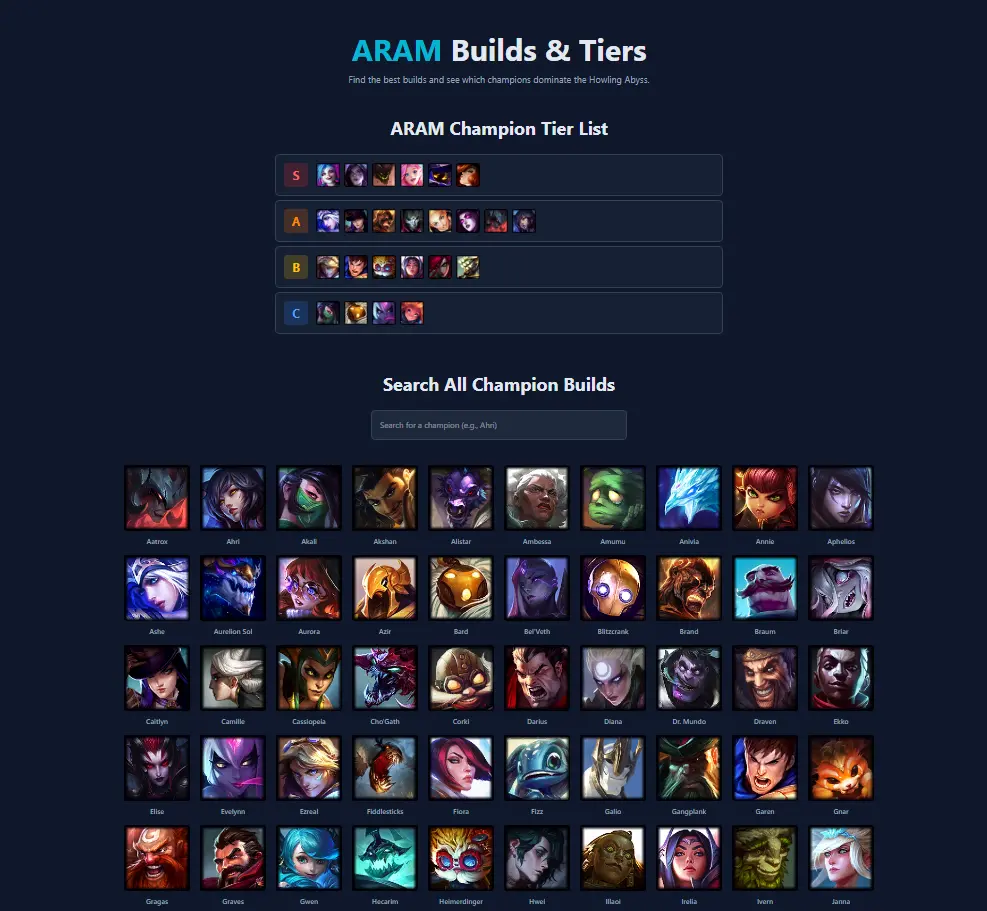 ARAM Builds & Tiers
Find the best builds and see which champions dominate the Howling Abyss.
ARAM Champion Tier List
S
A
B
C
Search All Champion Builds
Search for a champion (e.g., Ahri)
Aatrox Ahri Akali Akshan Alistar Ambessa Amumu Anivia Annie Aphelios
Ashe Aurelion Sol Aurora Azir Bard Bel'Veth Blitzcrank Brand Braum Briar
Caitlyn Camille Cassiopeia Cho'Gath Corki Darius Diana Dr. Mundo Draven Ekko
Elise Evelynn Ezreal Fiddlesticks Fiora Fizz Galio Gangplank Garen Gnar
Gragas Graves Gwen Hecarim Heimerdinger Hwei Illaoi Irelia Ivern Janna